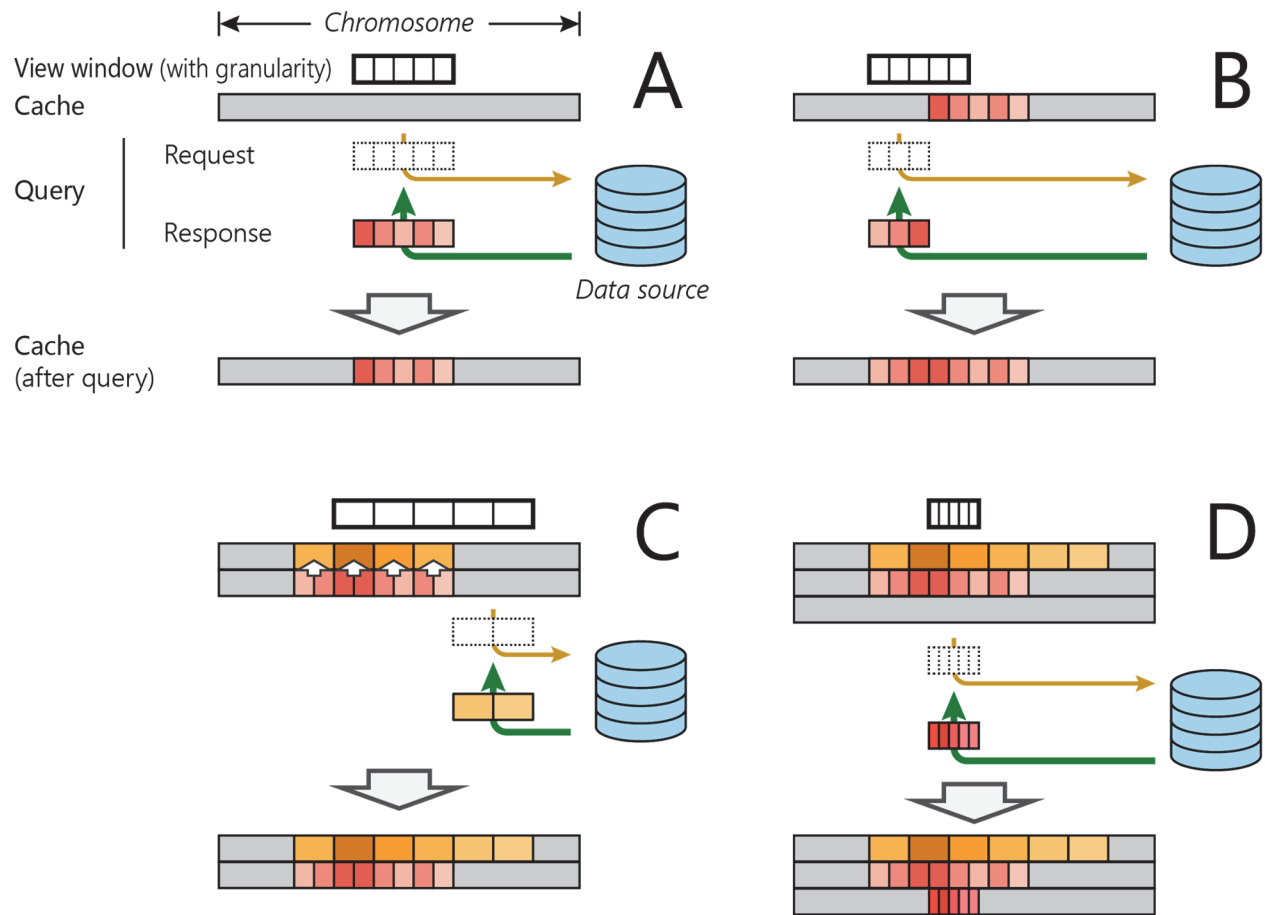 Chromosome
View window (with granularity)
A
B
Cache
Request
Query
Response
Data source
Cache
(after query)
C
D